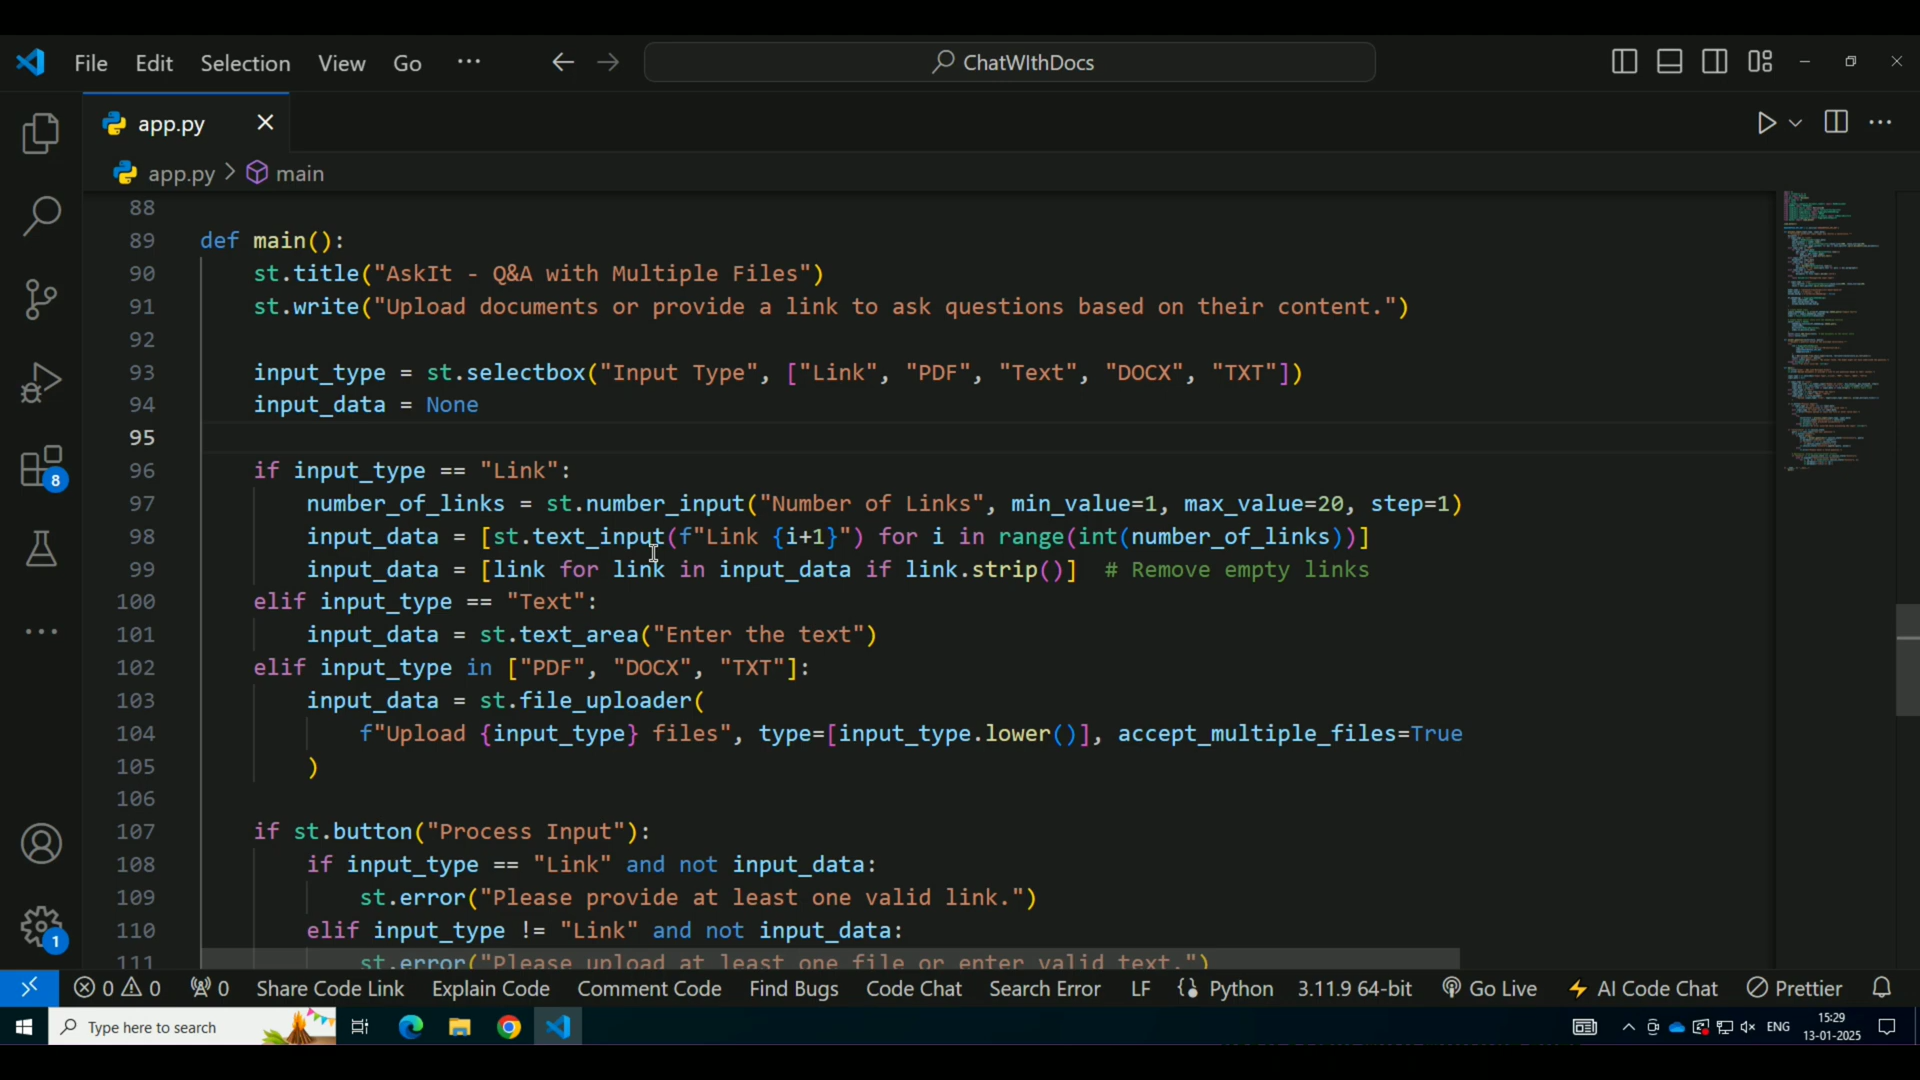 File Edit Selection View Go ··· ChatWIthDocs
app.py
app.py > main
88
89 def main():
90 st.title("AskIt - Q&A with Multiple Files")
91 st.write("Upload documents or provide a link to ask questions based on their content.")
92
93 input_type = st.selectbox("Input Type", ["Link", "PDF", "Text", "DOCX", "TXT"])
94 input_data = None
95
96 if input_type == "Link":
97 number_of_links = st.number_input("Number of Links", min_value=1, max_value=20, step=1)
98 input_data = [st.text_input(f"Link {i+1}") for i in range(int(number_of_links))]
99 input_data = [link for link in input_data if link.strip()]  # Remove empty links
100 elif input_type == "Text":
101 input_data = st.text_area("Enter the text")
102 elif input_type in ["PDF", "DOCX", "TXT"]:
103 input_data = st.file_uploader(
104 f"Upload {input_type} files", type=[input_type.lower()], accept_multiple_files=True
105 )
106
107 if st.button("Process Input"):
108 if input_type == "Link" and not input_data:
109 st.error("Please provide at least one valid link.")
110 elif input_type != "Link" and not input_data:
111 st.error("Please upload at least one file or enter valid text.")
8
1
0 0 0 Share Code Link Explain Code Comment Code Find Bugs Code Chat Search Error LF Python 3.11.9 64-bit Go Live AI Code Chat Prettier
Type here to search ENG 15:29
13-01-2025